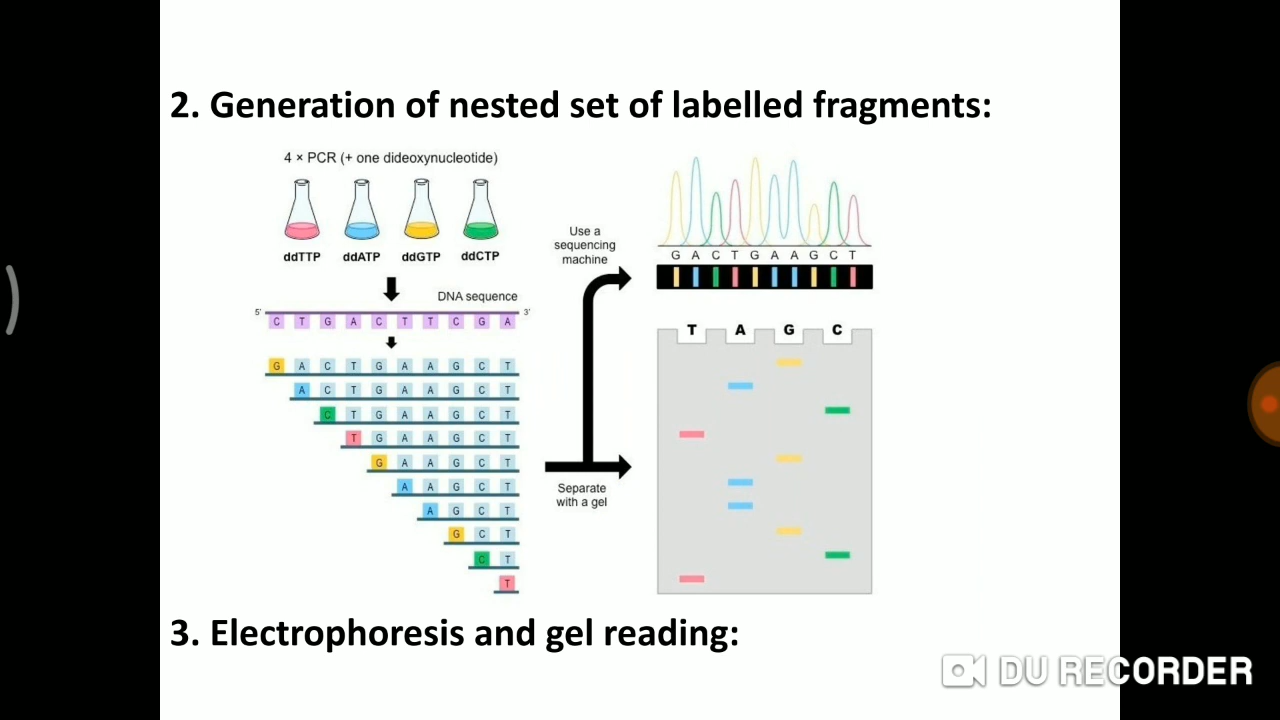 2. Generation of nested set of labelled fragments:
4 × PCR (+ one dideoxynucletide)
ddTTP ddATP ddGTP ddCTP
DNA sequence
5' 3'
C T G A C T T C G A
G A C T G A A G C T
A C T G A A G C T
C T G A A G C T
T G A A G C T
G A A G C T
A A G C T
A G C T
G C T
C T
T
Use a
sequencing
machine
Separate
with a gel
G A C T G A A G C T
T A G C
3. Electrophoresis and gel reading:
DU RECORDER